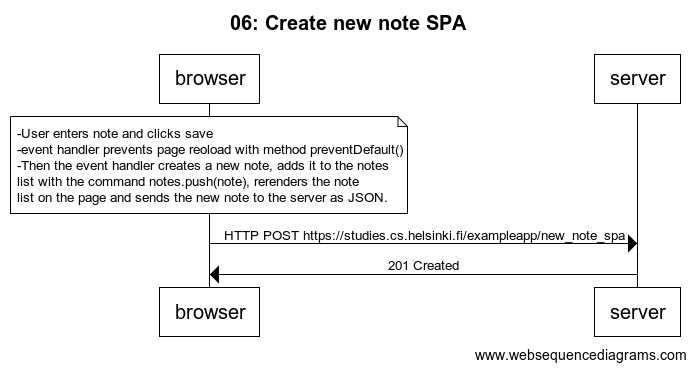 06: Create new note SPA
browser
server
-User enters note and clicks save
-event handler prevents page reoload with method preventDefault()
-Then the event handler creates a new note, adds it to the notes
list with the command notes.push(note), rerenders the note
list on the page and sends the new note to the server as JSON.
HTTP POST https://studies.cs.helsinki.fi/exampleapp/new_note_spa
201 Created
browser
server
www.websequencediagrams.com